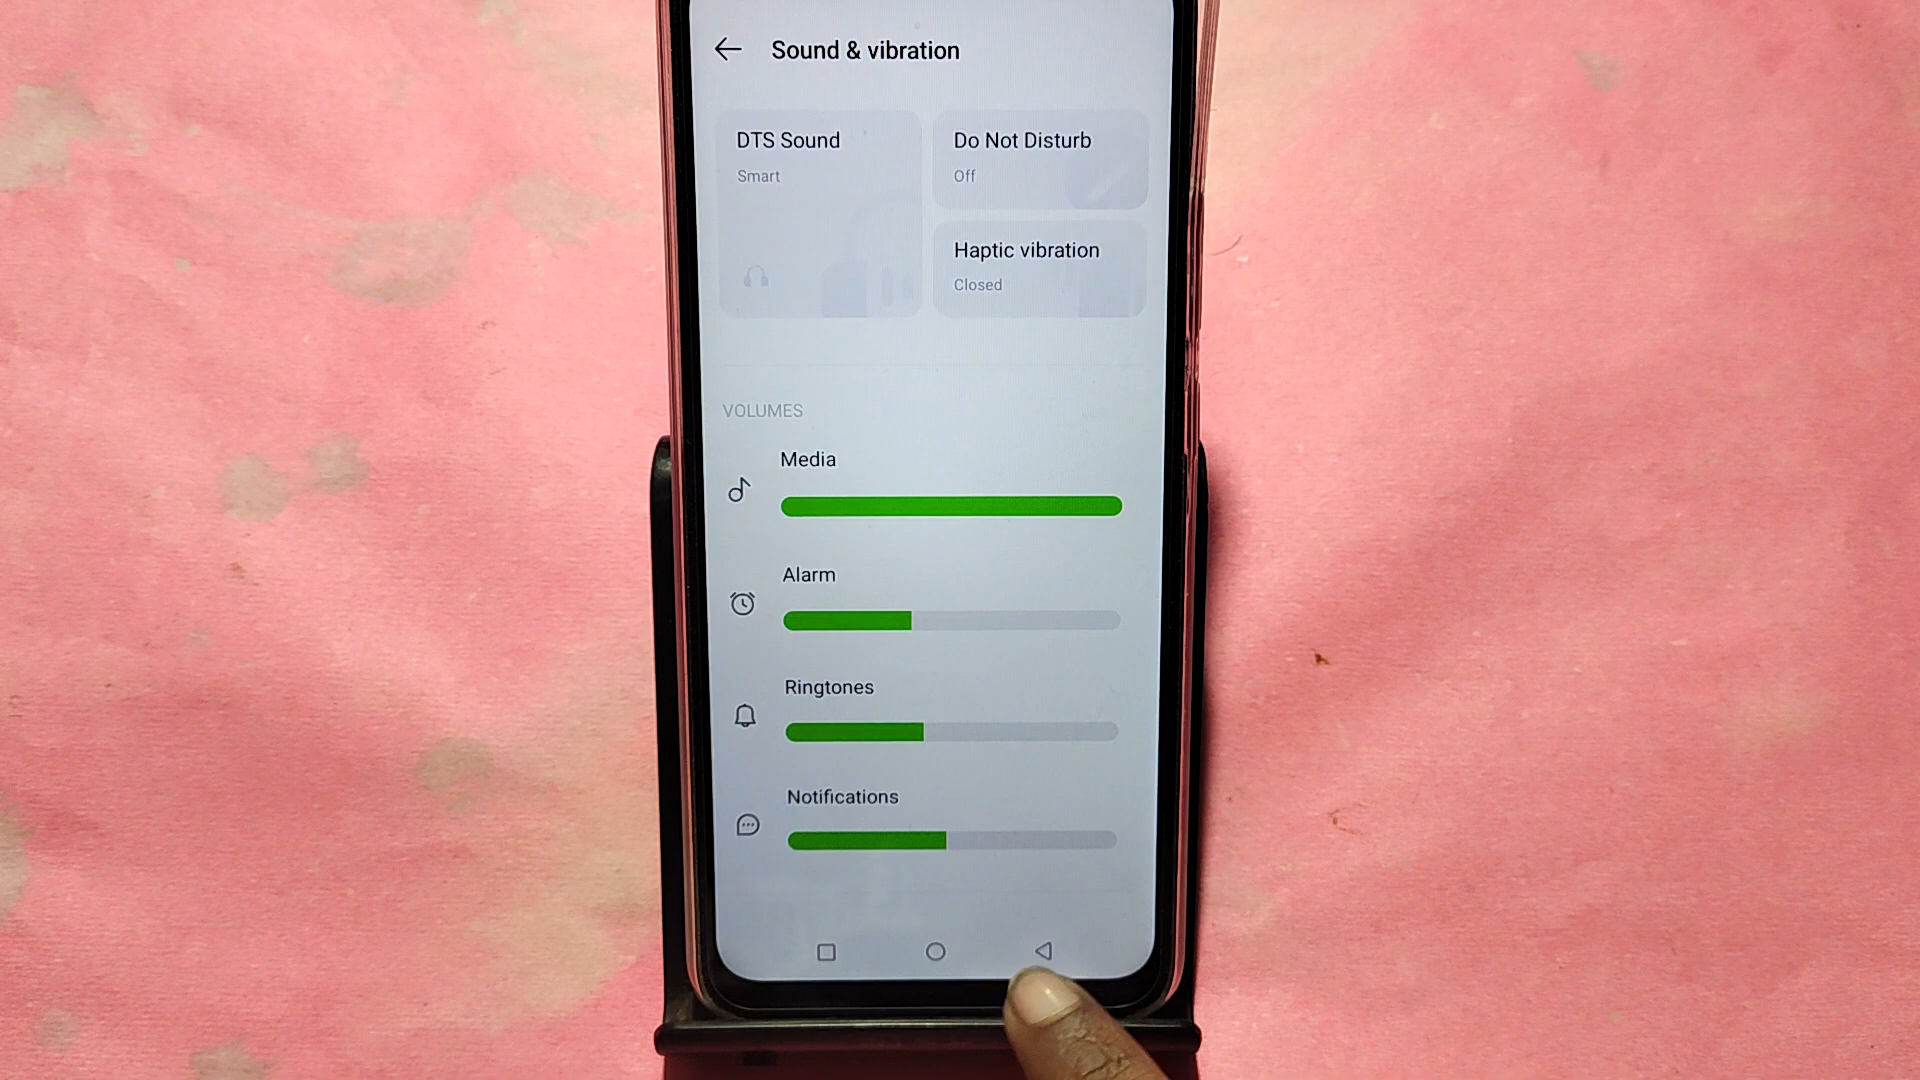 Sound & vibration
DTS Sound
Smart
Do Not Disturb
Off
Haptic vibration
Closed
VOLUMES
Media
Alarm
Ringtones
Notifications